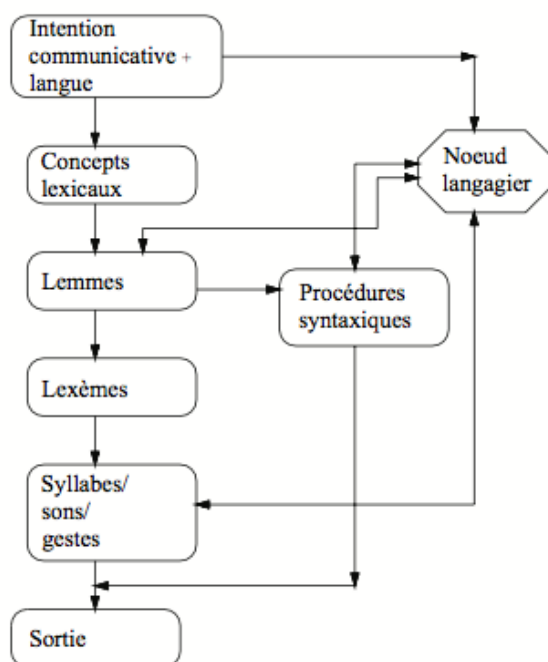 Intention
communicative +
langue
Concepts
lexicaux
Noeud
langagier
Lemmes
Procédures
syntaxiques
Lexèmes
Syllabes/
sons/
gestes
Sortie